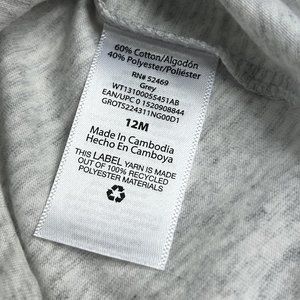 60% Cotton/Algodón
40% Polyester/Poliéster
RN# 52469
Grey
WT13100055451AB
EAN/UPC 0 1520908844
GROT5224311NG00D1
12M
Made In Cambodia
Hecho En Camboya
THIS LABEL YARN IS MADE
OUT OF 100% RECYCLED
POLYESTER MATERIALS